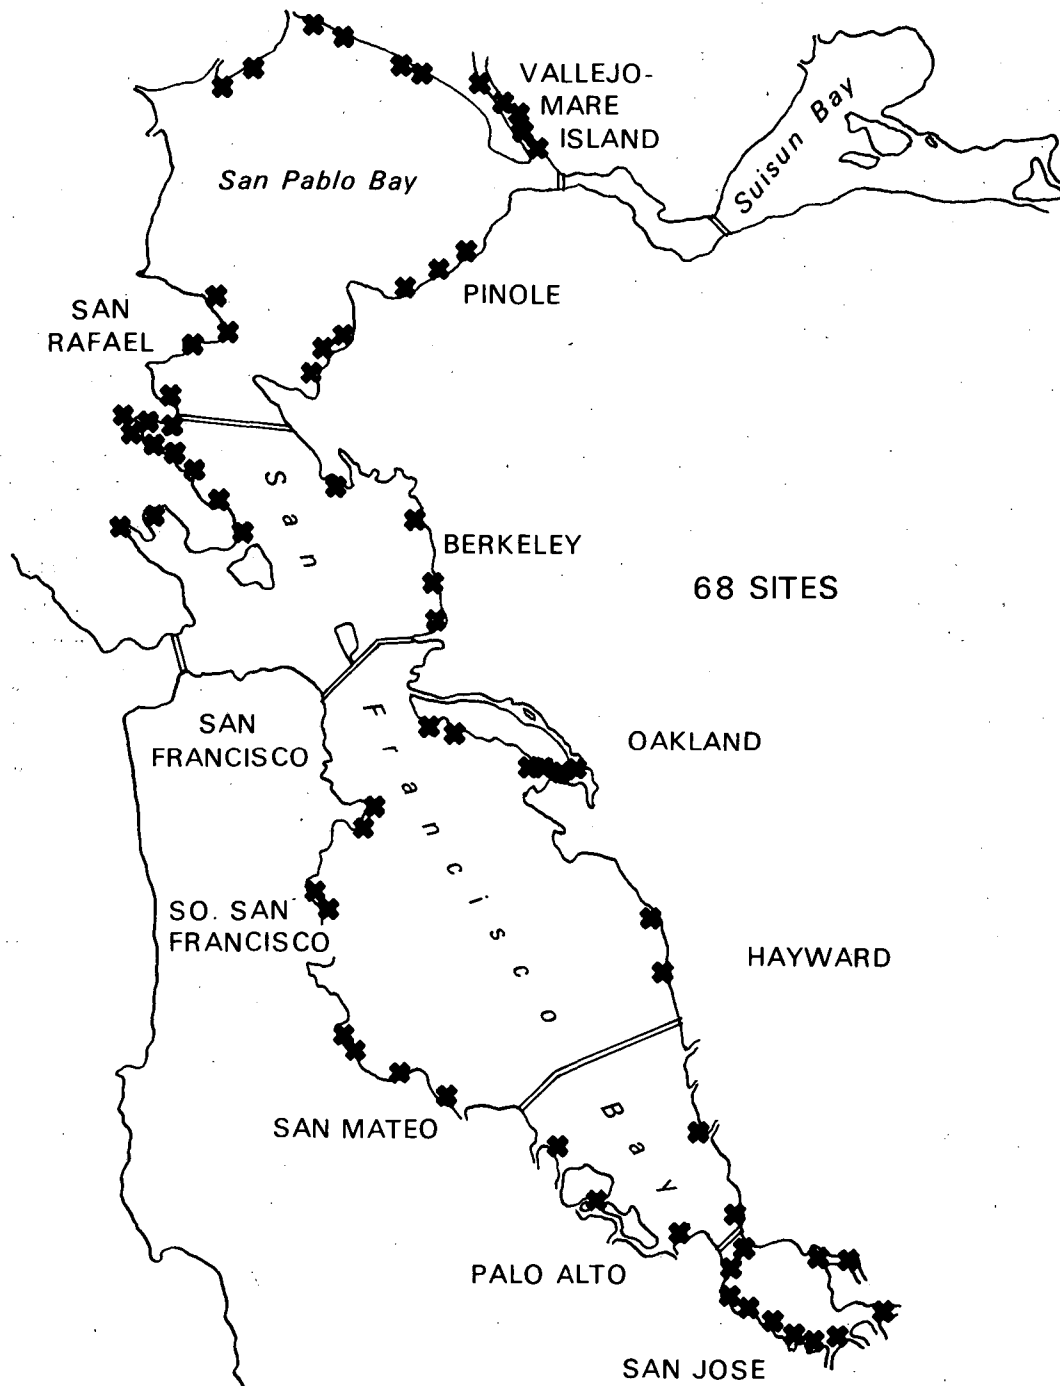 VALLEJO-
MARE
ISLAND
Suisun Bay
San Pablo Bay
PINOLE
SAN
RAFAEL
BERKELEY
68 SITES
San Francisco Bay
SAN
FRANCISCO
OAKLAND
SO. SAN
FRANCISCO
HAYWARD
SAN MATEO
PALO ALTO
SAN JOSE